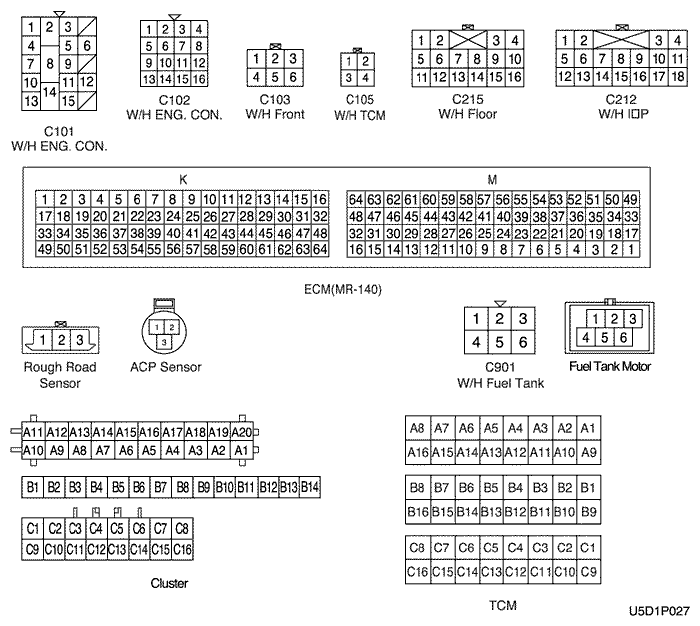 1 2 3
4 5 6
7 8 9
10 11 12
13 14 15
C101
W/H ENG. CON.
1 2 3 4
5 6 7 8
9 10 11 12
13 14 15 16
C102
W/H ENG. CON.
1 2 3
4 5 6
C103
W/H Front
1 2
3 4
C105
W/H TCM
1 2 3 4
5 6 7 8 9 10
11 12 13 14 15 16
C215
W/H Floor
1 2 3 4
5 6 7 8 9 10 11
12 13 14 15 16 17 18
C212
W/H I□P
K
1 2 3 4 5 6 7 8 9 10 11 12 13 14 15 16
17 18 19 20 21 22 23 24 25 26 27 28 29 30 31 32
33 34 35 36 37 38 39 40 41 42 43 44 45 46 47 48
49 50 51 52 53 54 55 56 57 58 59 60 61 62 63 64
M
64 63 62 61 60 59 58 57 56 55 54 53 52 51 50 49
48 47 46 45 44 43 42 41 40 39 38 37 36 35 34 33
32 31 30 29 28 27 26 25 24 23 22 21 20 19 18 17
16 15 14 13 12 11 10 9 8 7 6 5 4 3 2 1
ECM(MR-140)
1 2 3
Rough Road
Sensor
1 2
3
ACP Sensor
1 2 3
4 5 6
C901
W/H Fuel Tank
1 2 3
4 5 6
Fuel Tank Motor
A11 A12 A13 A14 A15 A16 A17 A18 A19 A20
A10 A9 A8 A7 A6 A5 A4 A3 A2 A1
B1 B2 B3 B4 B5 B6 B7 B8 B9 B10 B11 B12 B13 B14
C1 C2 C3 C4 C5 C6 C7 C8
C9 C10 C11 C12 C13 C14 C15 C16
Cluster
A8 A7 A6 A5 A4 A3 A2 A1
A16 A15 A14 A13 A12 A11 A10 A9
B8 B7 B6 B5 B4 B3 B2 B1
B16 B15 B14 B13 B12 B11 B10 B9
C8 C7 C6 C5 C4 C3 C2 C1
C16 C15 C14 C13 C12 C11 C10 C9
TCM
U5D1P027